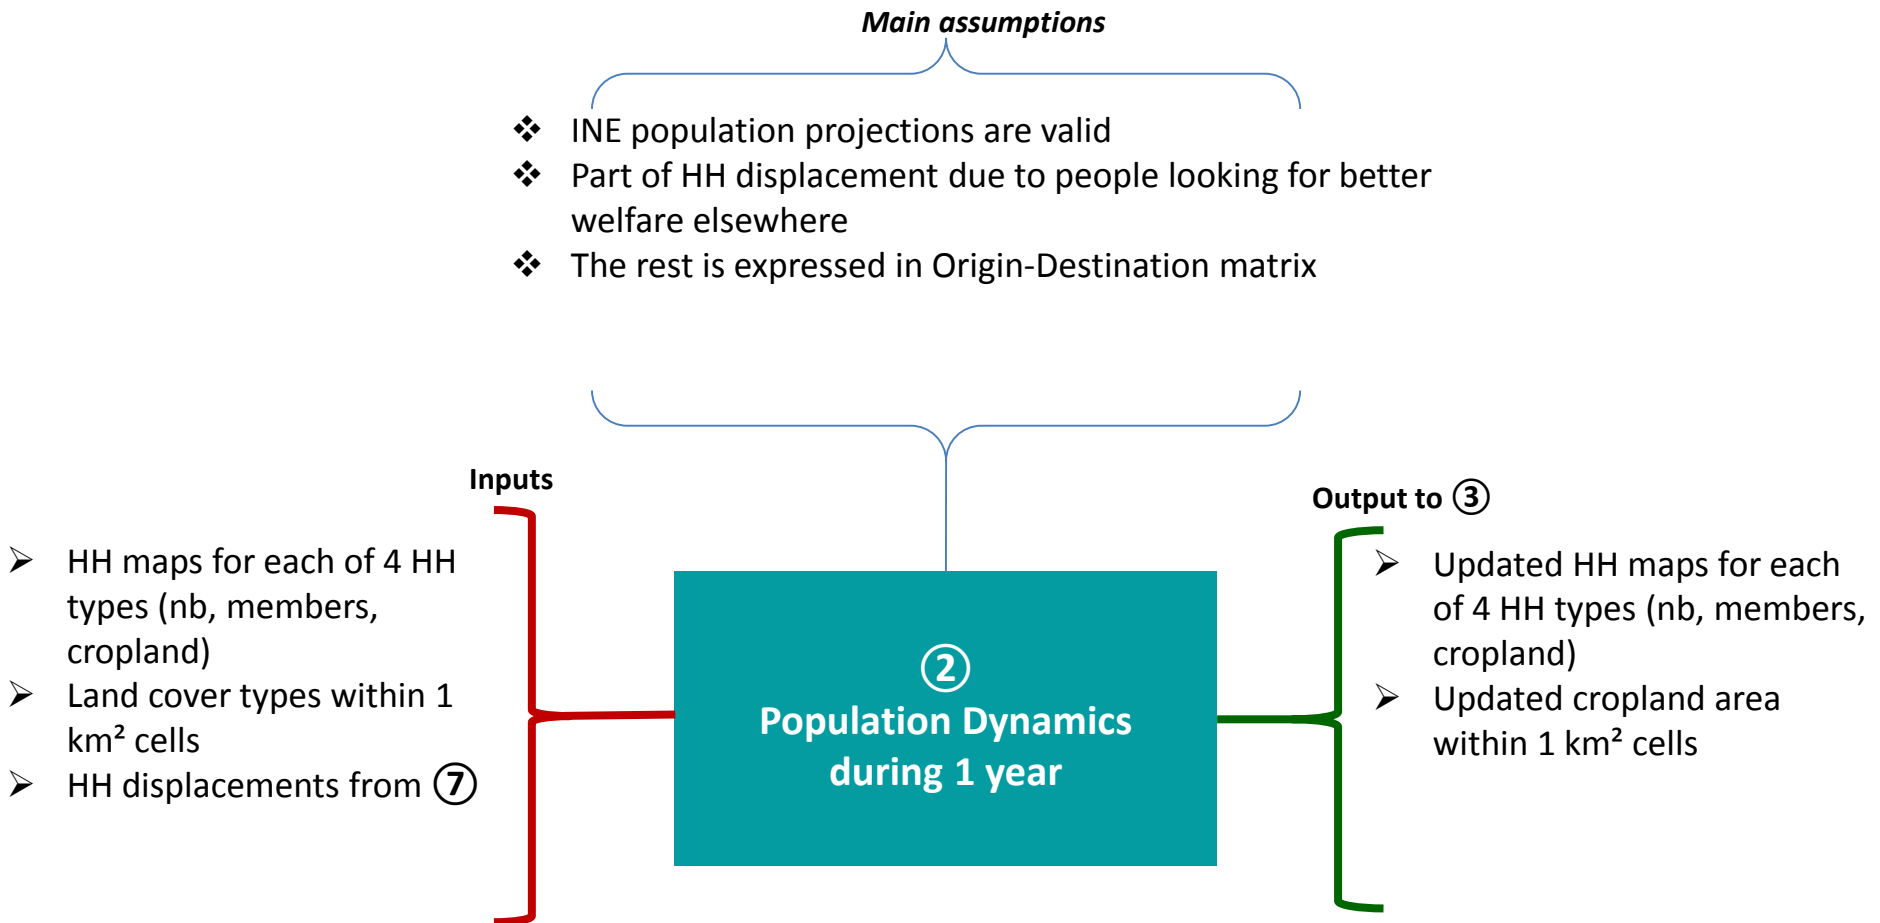 Main assumptions
❖ INE population projections are valid
❖ Part of HH displacement due to people looking for better
welfare elsewhere
❖ The rest is expressed in Origin-Destination matrix
Inputs
➢ HH maps for each of 4 HH
types (nb, members,
cropland)
➢ Land cover types within 1
km² cells
➢ HH displacements from ⑦
②
Population Dynamics
during 1 year
Output to ③
➢ Updated HH maps for each
of 4 HH types (nb, members,
cropland)
➢ Updated cropland area
within 1 km² cells